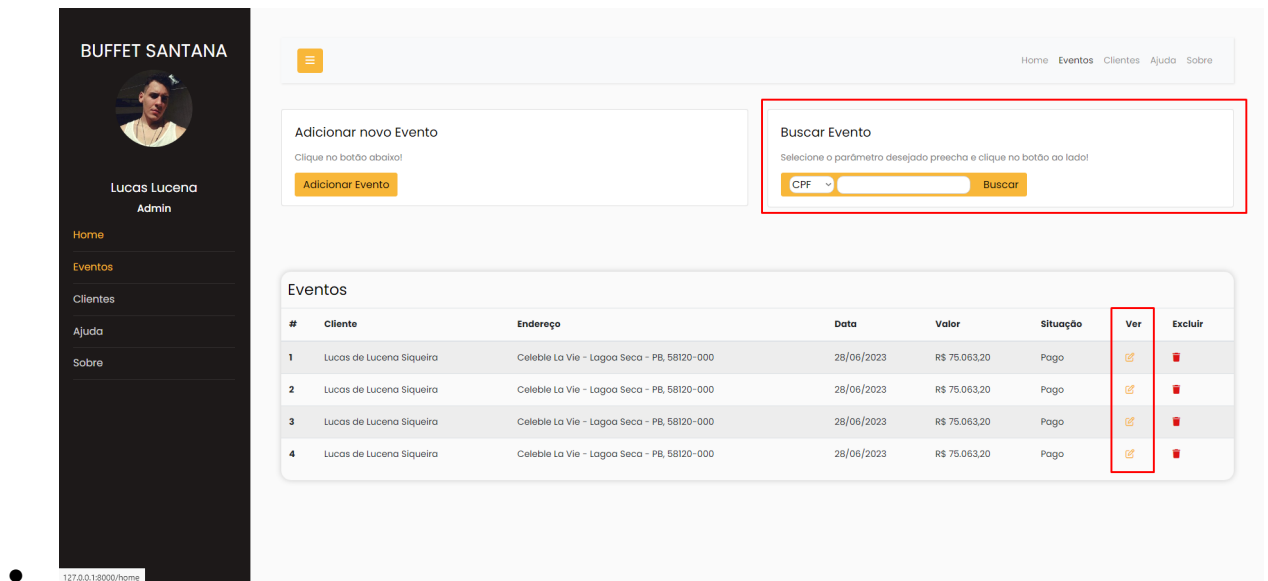 BUFFET SANTANA
Lucas Lucena
Admin
Home
Eventos
Clientes
Ajuda
Sobre
Home Eventos Clientes Ajuda Sobre
Adicionar novo Evento
Clique no botão abaixo!
Adicionar Evento
Buscar Evento
Selecione o parâmetro desejado preecha e clique no botão ao lado!
CPF Buscar
Eventos
# Cliente Endereço Data Valor Situação Ver Excluir
1 Lucas de Lucena Siqueira Celeble La Vie - Lagoa Seca - PB, 58120-000 28/06/2023 R$ 75.063,20 Pago
2 Lucas de Lucena Siqueira Celeble La Vie - Lagoa Seca - PB, 58120-000 28/06/2023 R$ 75.063,20 Pago
3 Lucas de Lucena Siqueira Celeble La Vie - Lagoa Seca - PB, 58120-000 28/06/2023 R$ 75.063,20 Pago
4 Lucas de Lucena Siqueira Celeble La Vie - Lagoa Seca - PB, 58120-000 28/06/2023 R$ 75.063,20 Pago
127.0.0.1:8000/home